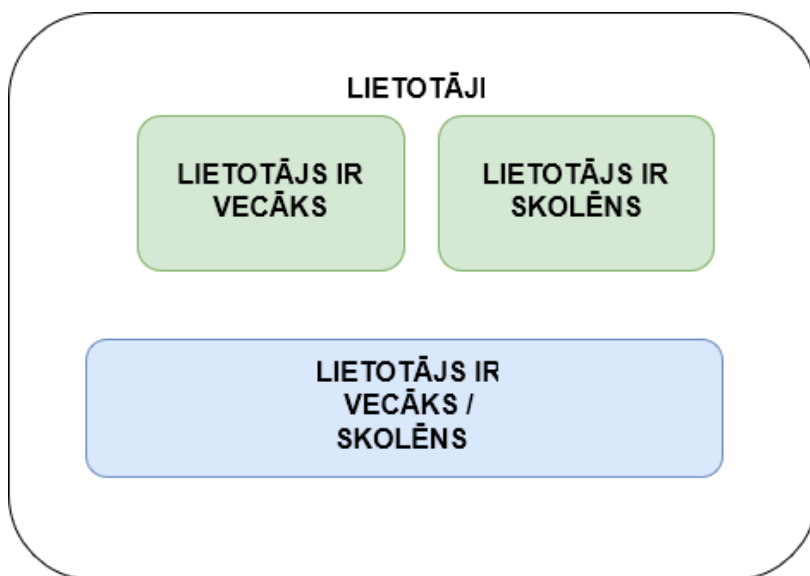 LIETOTĀJI
LIETOTĀJS IR
VECĀKS
LIETOTĀJS IR
SKOLĒNS
LIETOTĀJS IR
VECĀKS /
SKOLĒNS